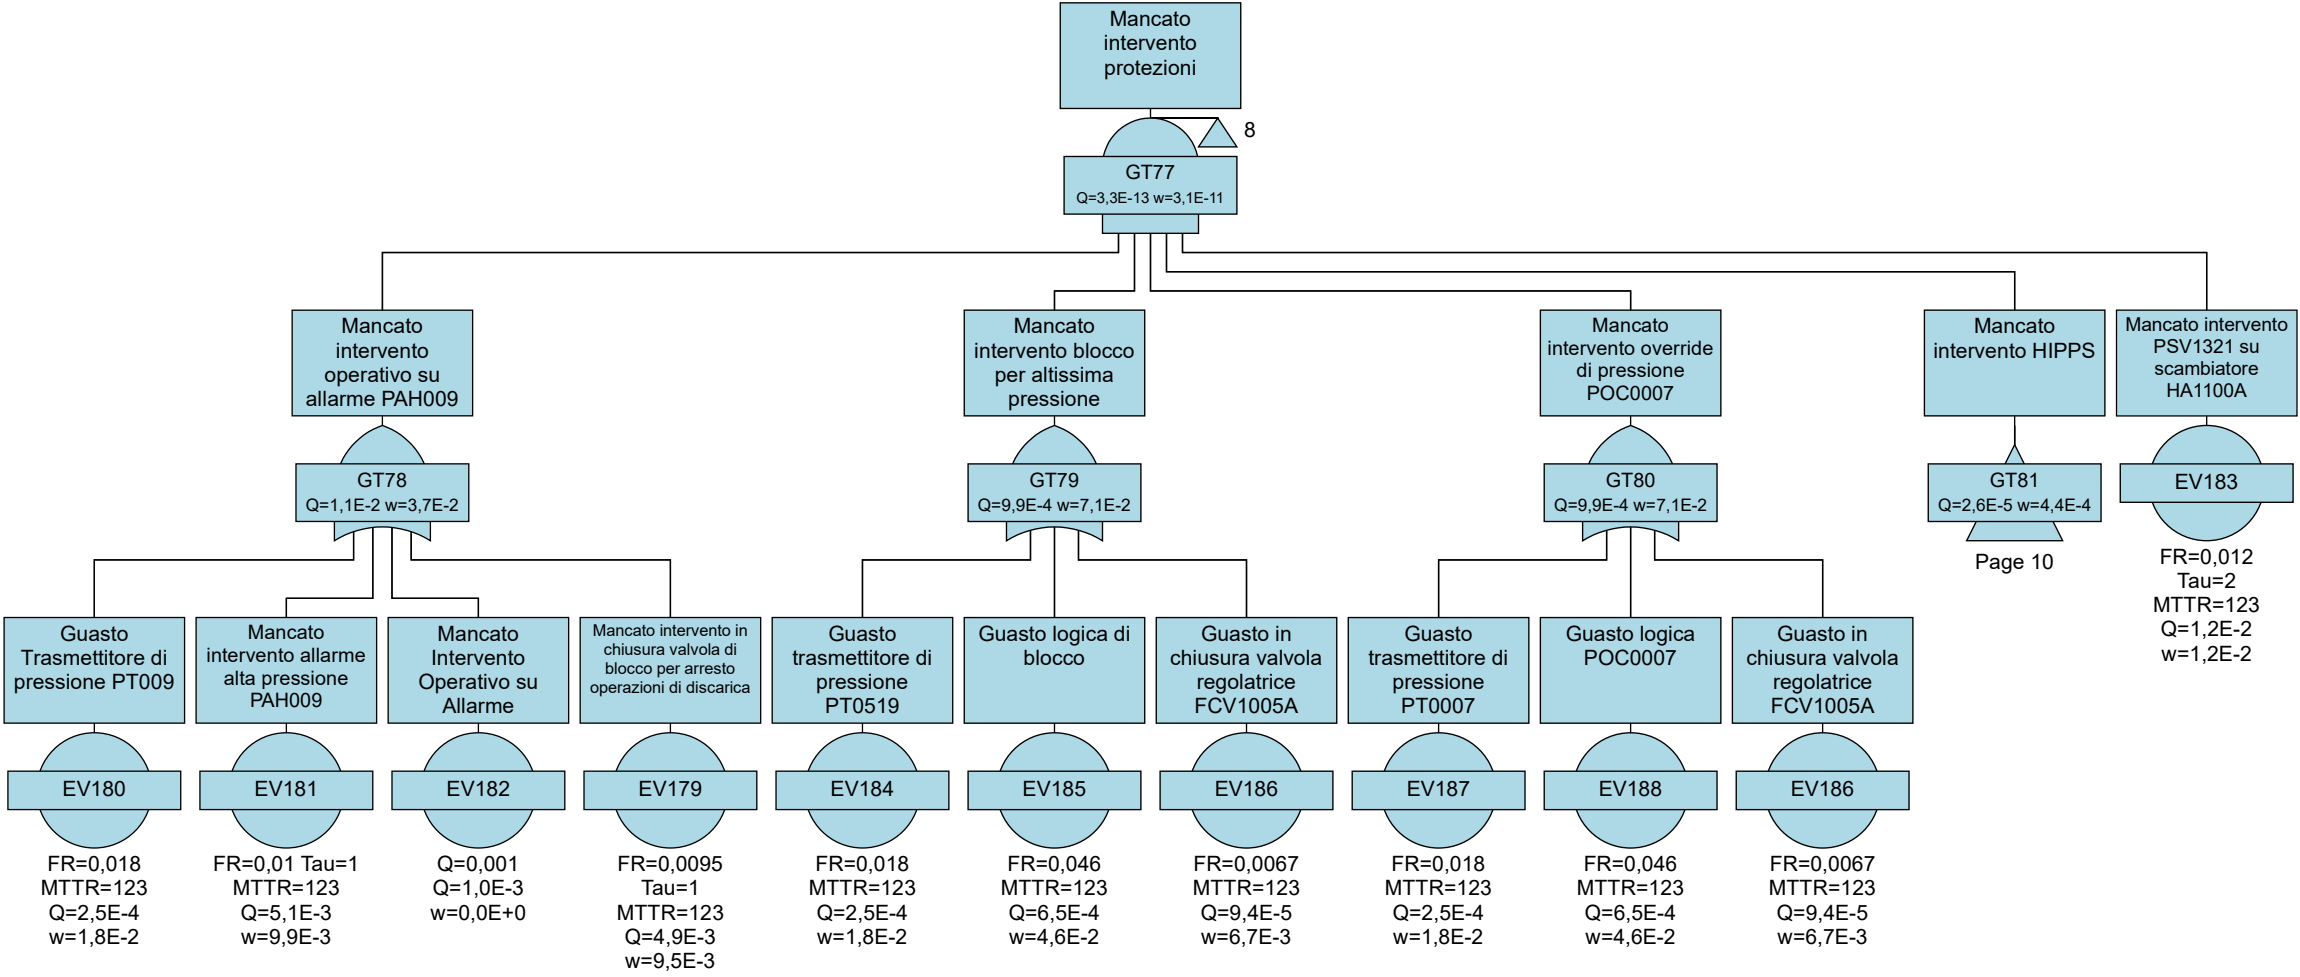 Mancato
intervento
protezioni
8
GT77
Q=3,3E-13 w=3,1E-11
Mancato
intervento
operativo su
allarme PAH009
GT78
Q=1,1E-2 w=3,7E-2
Mancato
intervento blocco
per altissima
pressione
GT79
Q=9,9E-4 w=7,1E-2
Mancato
intervento override
di pressione
POC0007
GT80
Q=9,9E-4 w=7,1E-2
Mancato
intervento HIPPS
GT81
Q=2,6E-5 w=4,4E-4
Page 10
Mancato intervento
PSV1321 su
scambiatore
HA1100A
EV183
FR=0,012
Tau=2
MTTR=123
Q=1,2E-2
w=1,2E-2
Guasto
Trasmettitore di
pressione PT009
EV180
FR=0,018
MTTR=123
Q=2,5E-4
w=1,8E-2
Mancato
intervento allarme
alta pressione
PAH009
EV181
FR=0,01 Tau=1
MTTR=123
Q=5,1E-3
w=9,9E-3
Mancato
Intervento
Operativo su
Allarme
EV182
Q=0,001
Q=1,0E-3
w=0,0E+0
Mancato intervento in
chiusura valvola di
blocco per arresto
operazioni di discarica
EV179
FR=0,0095
Tau=1
MTTR=123
Q=4,9E-3
w=9,5E-3
Guasto
trasmettitore di
pressione
PT0519
EV184
FR=0,018
MTTR=123
Q=2,5E-4
w=1,8E-2
Guasto logica di
blocco
EV185
FR=0,046
MTTR=123
Q=6,5E-4
w=4,6E-2
Guasto in
chiusura valvola
regolatrice
FCV1005A
EV186
FR=0,0067
MTTR=123
Q=9,4E-5
w=6,7E-3
Guasto
trasmettitore di
pressione
PT0007
EV187
FR=0,018
MTTR=123
Q=2,5E-4
w=1,8E-2
Guasto logica
POC0007
EV188
FR=0,046
MTTR=123
Q=6,5E-4
w=4,6E-2
Guasto in
chiusura valvola
regolatrice
FCV1005A
EV186
FR=0,0067
MTTR=123
Q=9,4E-5
w=6,7E-3